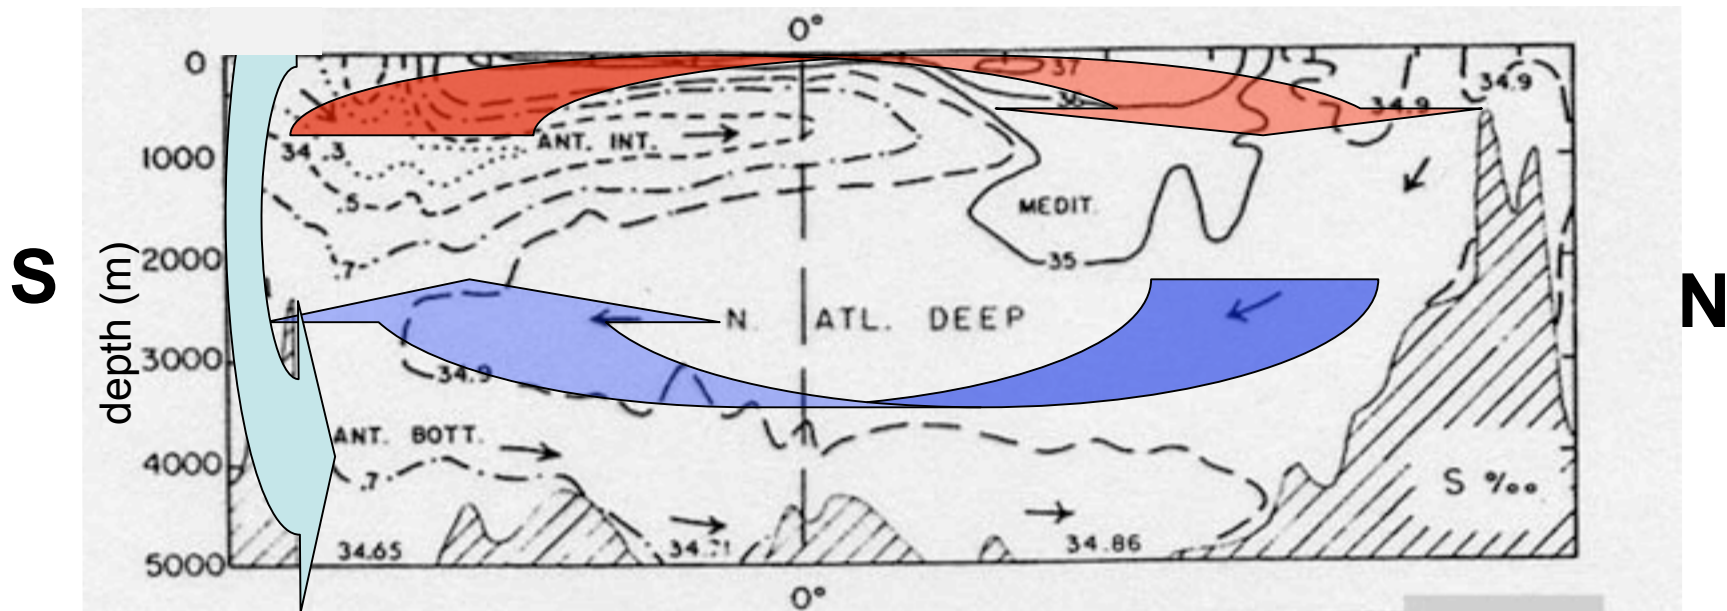 0°
0
37
36
34.9
34.9
1000
34.3
ANT. INT.
.5
MEDIT.
S
2000
.7
35
N
depth (m)
N. ATL. DEEP
3000
34.9
ANT. BOTT.
4000
.7
S ‰
34.65
34.71
34.86
5000
0°